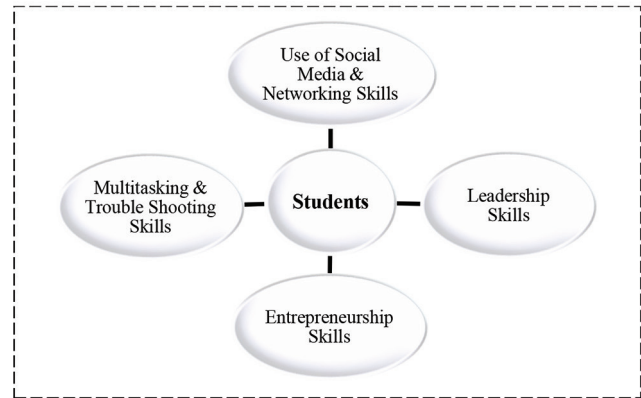 Use of Social
Media &
Networking Skills
Multitasking &
Trouble Shooting
Skills
Students
Leadership
Skills
Entrepreneurship
Skills